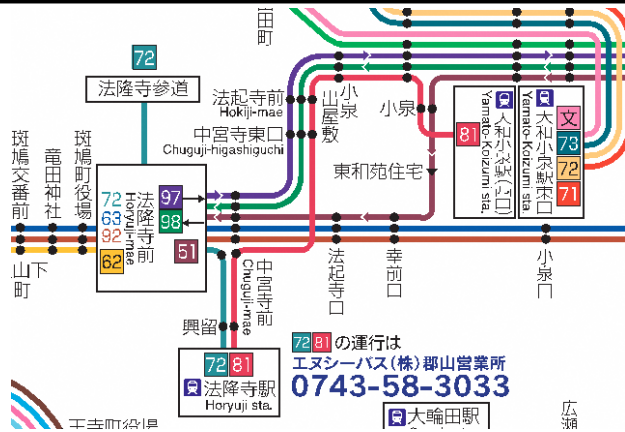 田町
72
法隆寺参道
法起寺前
Hokiji-mae
中宮寺東口
Chuguji-higashiguchi
小泉
山屋敷
小泉
81
大和小泉駅(西口)
Yamato-Koizumi sta.
大和小泉駅東口
Yamato-Koizumi sta.
文
73
72
71
東和苑住宅
斑鳩交番前
竜田神社
斑鳩町役場
72
63
92
62
法隆寺前
Horyuji-mae
97
98
51
山下町
中宮寺前
Chuguji-mae
法起寺口
幸前口
小泉口
興留
72 81
法隆寺駅
Horyuji sta.
72 81 の運行は
エヌシーバス(株)郡山営業所
0743-58-3033
王寺町役場
大輪田駅
広瀬